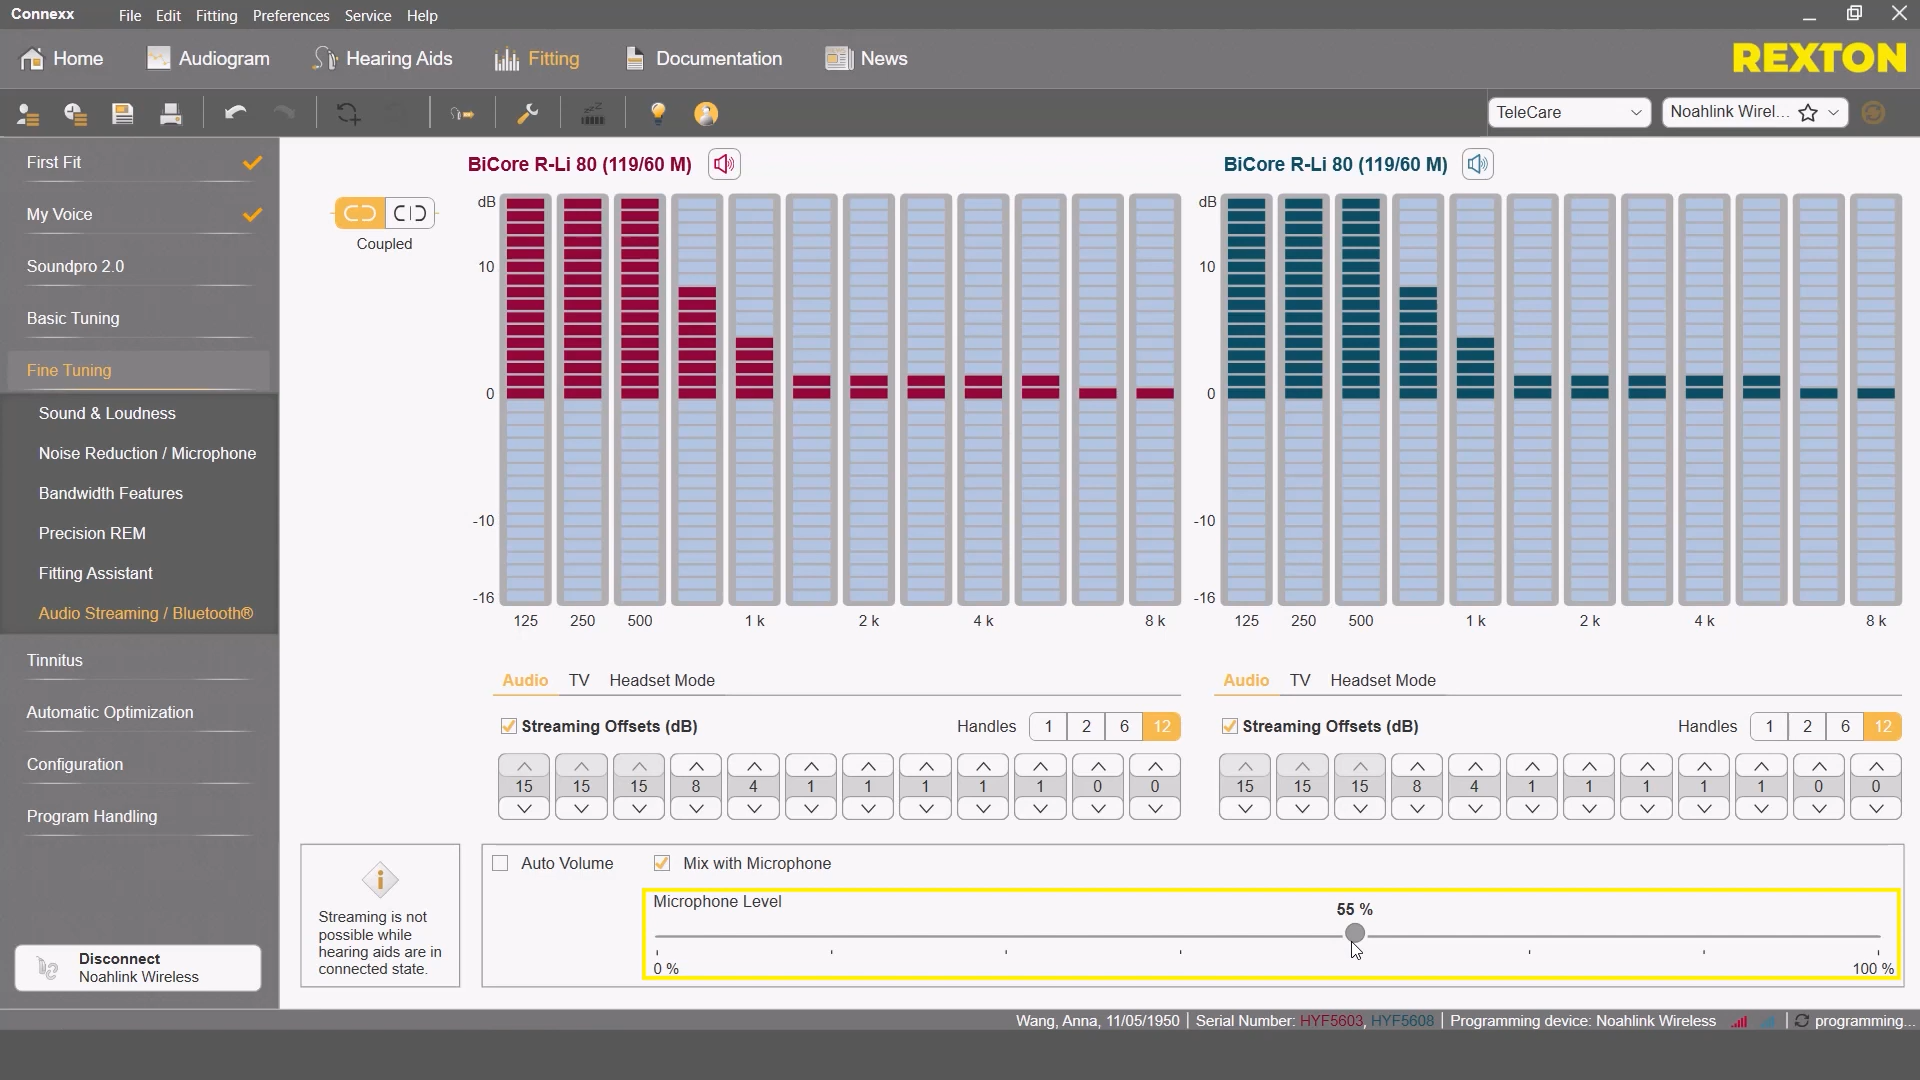 Connexx
File Edit Fitting Preferences Service Help
Home Audiogram Hearing Aids Fitting Documentation News
REXTON
TeleCare
Noahlink Wirel...
First Fit
My Voice
Soundpro 2.0
Basic Tuning
Fine Tuning
Sound & Loudness
Noise Reduction / Microphone
Bandwidth Features
Precision REM
Fitting Assistant
Audio Streaming / Bluetooth®
Tinnitus
Automatic Optimization
Configuration
Program Handling
Disconnect
Noahlink Wireless
Coupled
BiCore R-Li 80 (119/60 M)
dB
10
0
-10
-16
125 250 500 1 k 2 k 4 k 8 k
Audio TV Headset Mode
Streaming Offsets (dB) Handles 1 2 6 12
15 15 15 8 4 1 1 1 1 1 0 0
BiCore R-Li 80 (119/60 M)
dB
10
0
-10
-16
125 250 500 1 k 2 k 4 k 8 k
Audio TV Headset Mode
Streaming Offsets (dB) Handles 1 2 6 12
15 15 15 8 4 1 1 1 1 1 0 0
Streaming is not
possible while
hearing aids are in
connected state.
Auto Volume Mix with Microphone
Microphone Level
55 %
0 % 100 %
Wang, Anna, 11/05/1950 | Serial Number: HYF5603, HYF5608 | Programming device: Noahlink Wireless | programming...